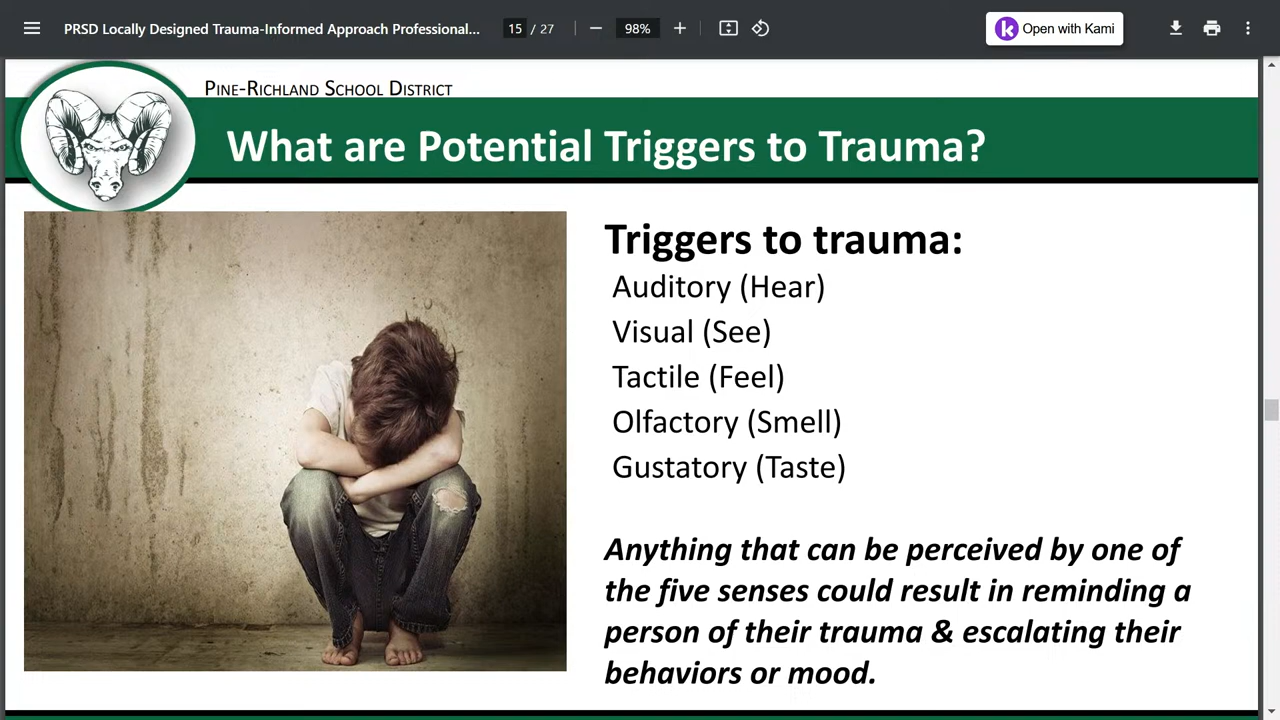 PRSD Locally Designed Trauma-Informed Approach Professional...
15 / 27
98%
Open with Kami
PINE-RICHLAND SCHOOL DISTRICT
What are Potential Triggers to Trauma?
Triggers to trauma:
Auditory (Hear)
Visual (See)
Tactile (Feel)
Olfactory (Smell)
Gustatory (Taste)
Anything that can be perceived by one of
the five senses could result in reminding a
person of their trauma & escalating their
behaviors or mood.